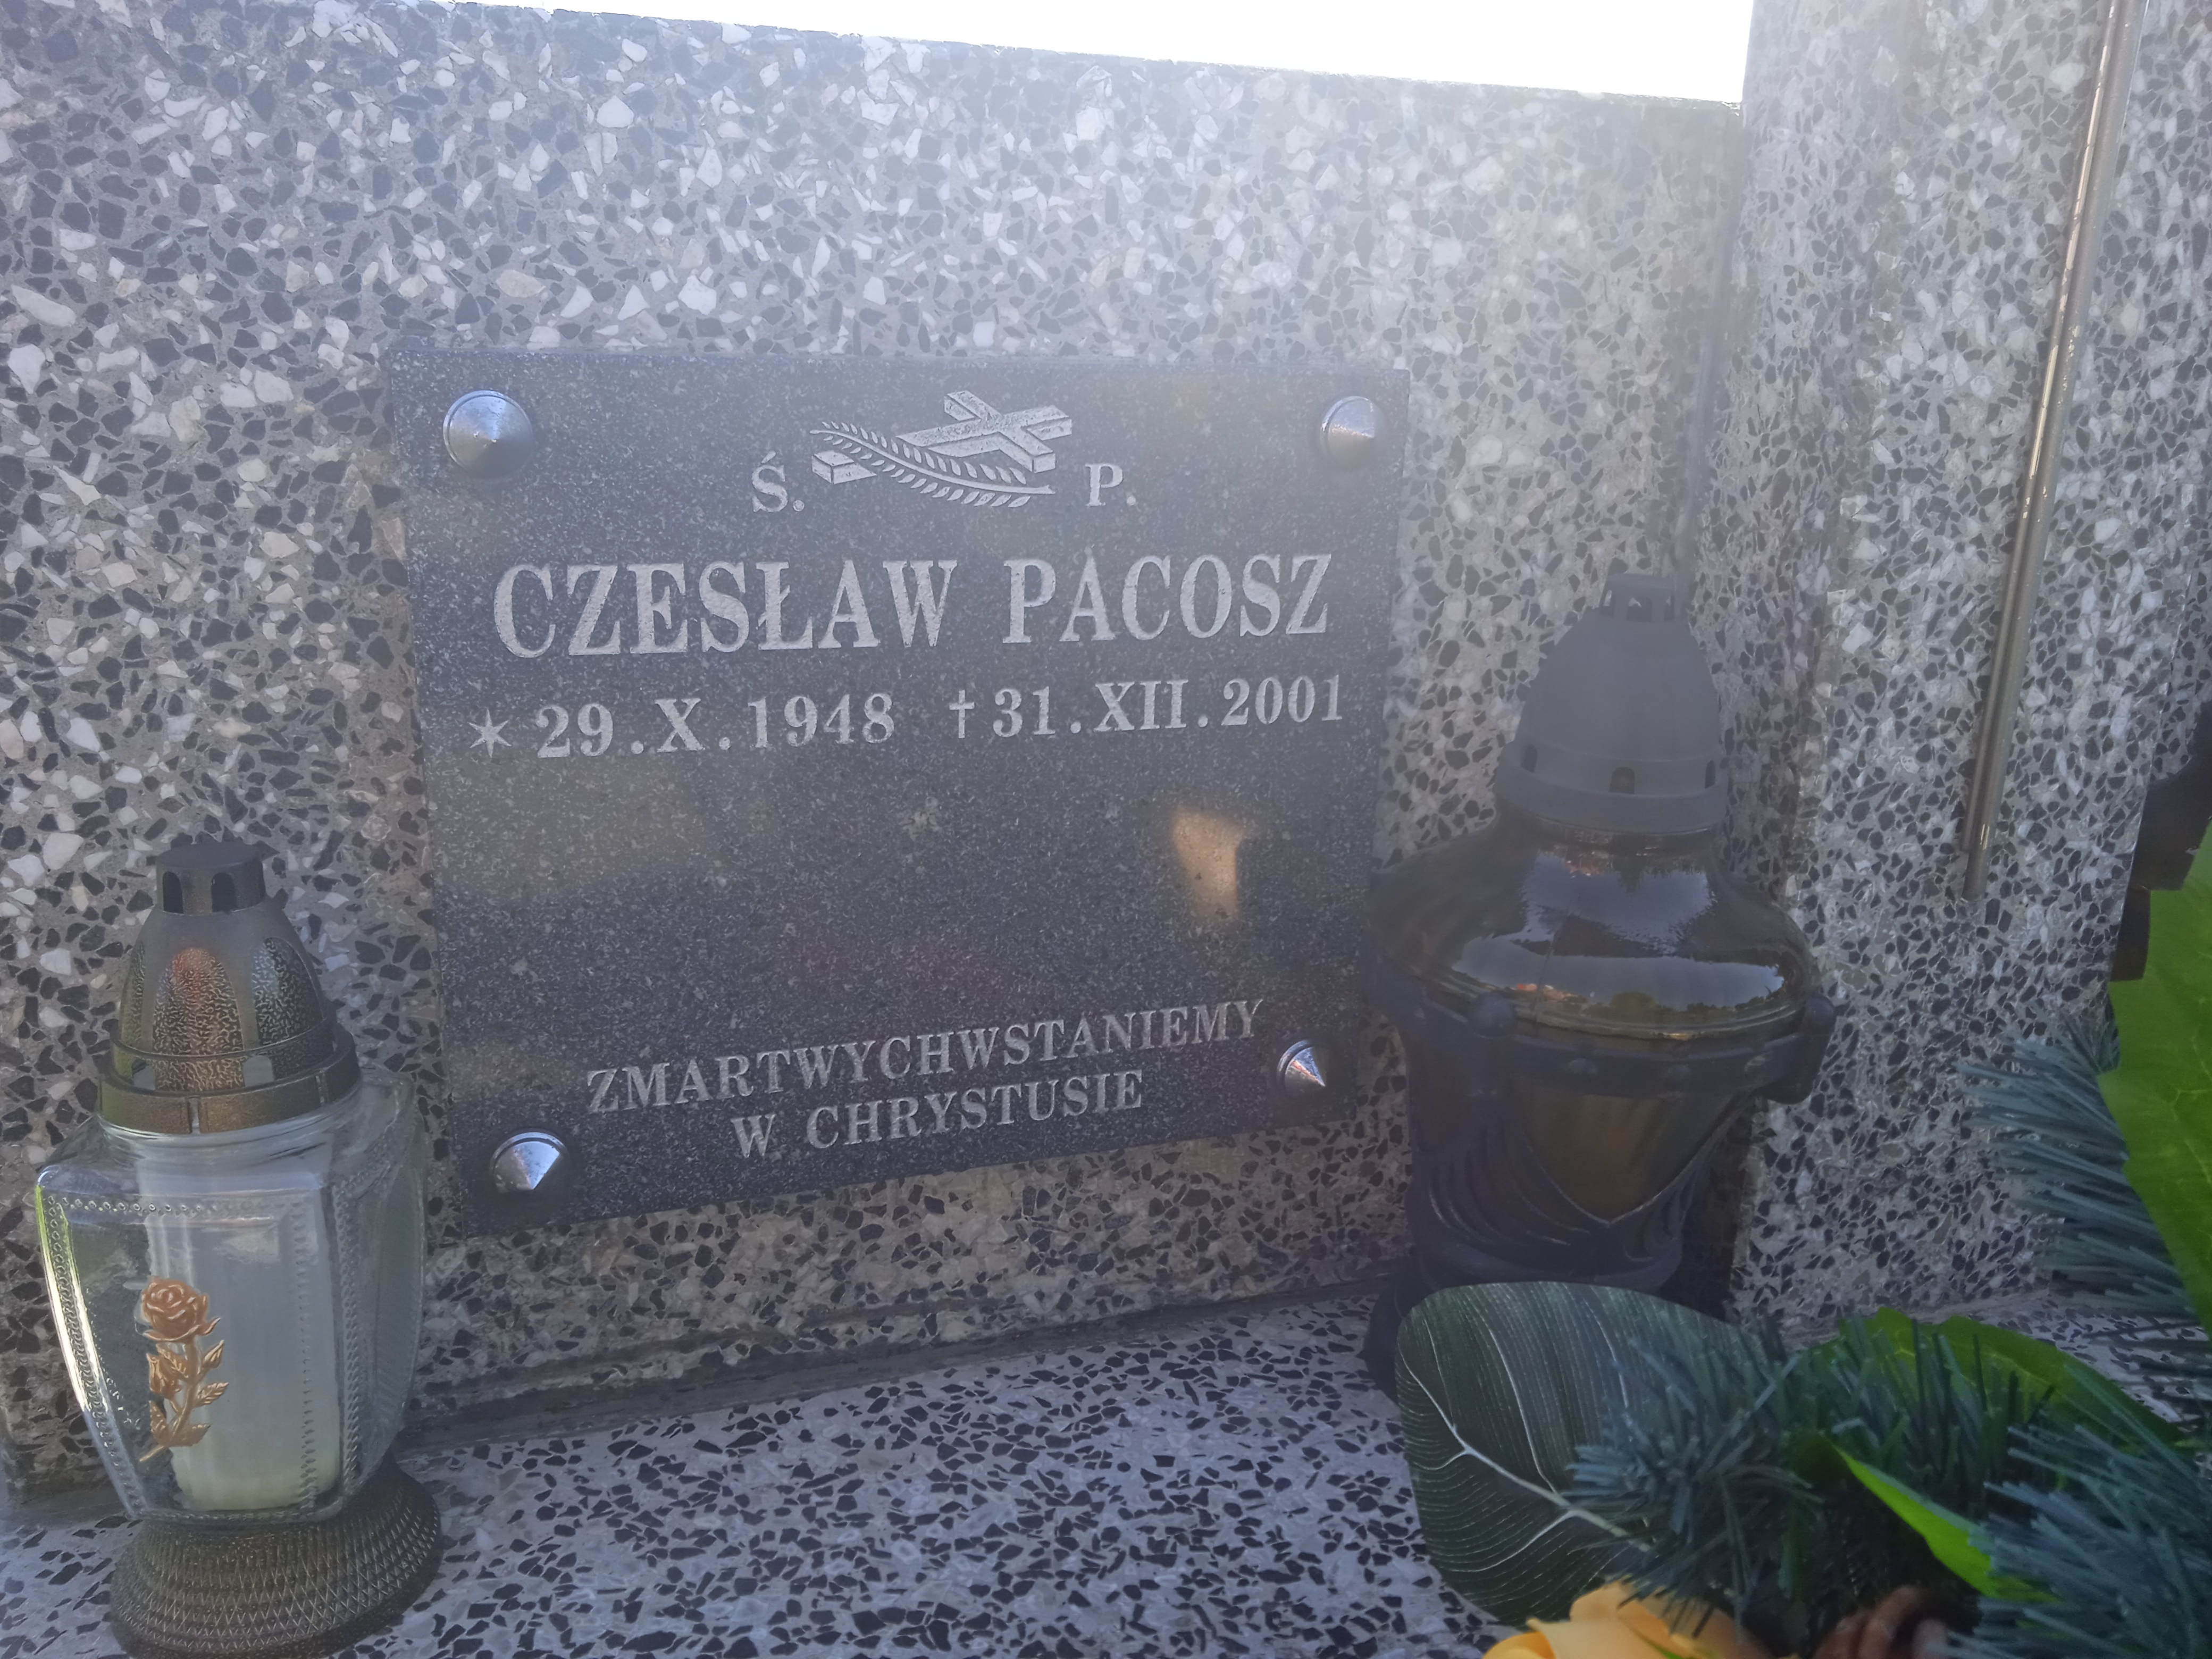 Ś. P.
CZESŁAW PACOSZ
✶ 29.X.1948 †31.XII.2001
ZMARTWYCHWSTANIEMY
W CHRYSTUSIE